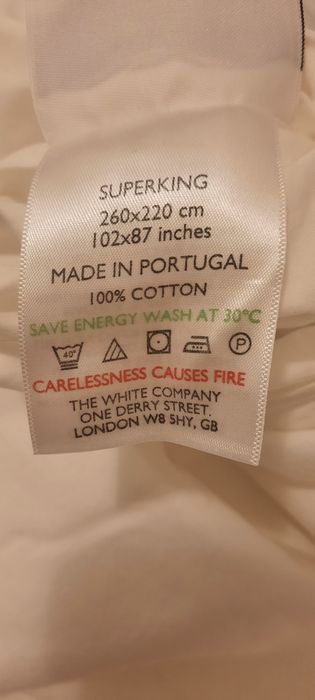 SUPERKING
260x220 cm
102x87 inches
MADE IN PORTUGAL
100% COTTON
SAVE ENERGY WASH AT 30°C
40° P
CARELESSNESS CAUSES FIRE
THE WHITE COMPANY
ONE DERRY STREET.
LONDON W8 5HY, GB